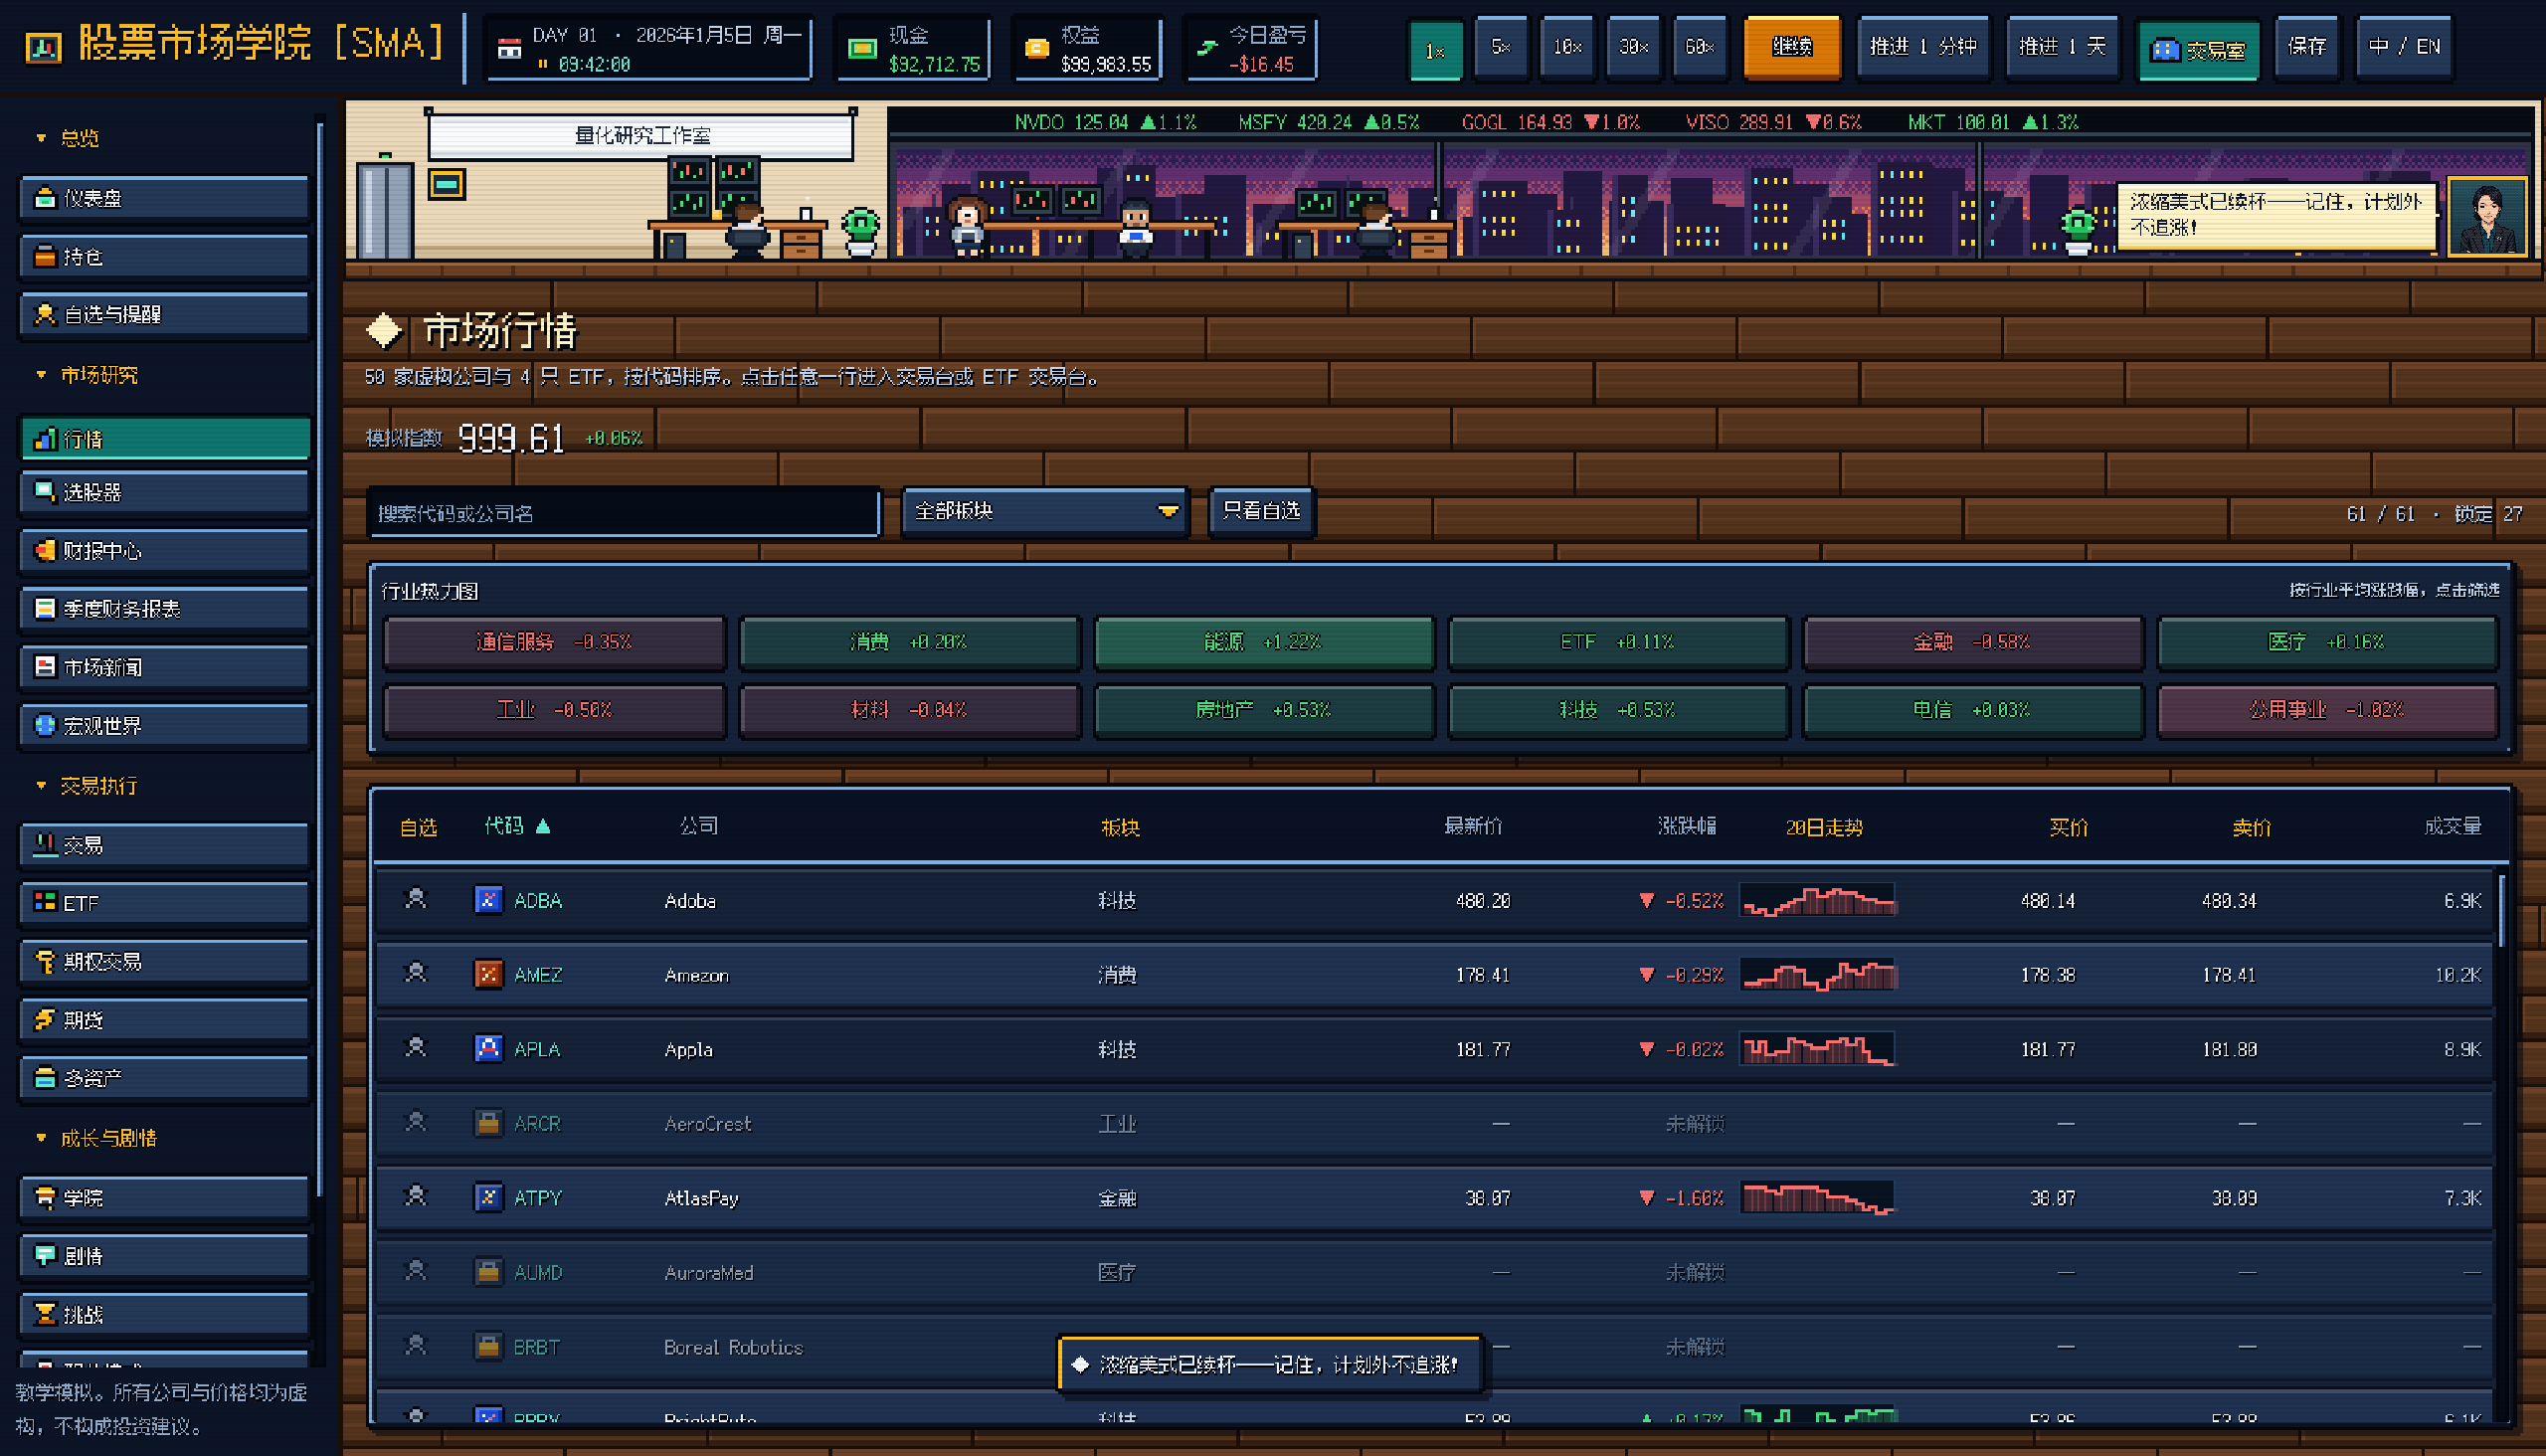 股票市场学院 [SMA]
DAY 01 · 2026年1月5日 周一
09:42:00
现金
$92,712.75
权益
$99,983.55
今日盈亏
-$16.45
1× 5× 10× 30× 60× 继续 推进 1 分钟 推进 1 天 交易室 保存 中 / EN
总览
仪表盘
持仓
自选与提醒
市场研究
行情
选股器
财报中心
季度财务报表
市场新闻
宏观世界
交易执行
交易
ETF
期权交易
期货
多资产
成长与剧情
学院
剧情
挑战
教学模拟。所有公司与价格均为虚
构，不构成投资建议。
量化研究工作室
NVDO 125.04 ▲1.1% MSFY 420.24 ▲0.5% GOGL 164.93 ▼1.0% VISO 289.91 ▼0.6% MKT 100.01 ▲1.3%
浓缩美式已续杯——记住，计划外
不追涨!
市场行情
50 家虚构公司与 4 只 ETF，按代码排序。点击任意一行进入交易台或 ETF 交易台。
模拟指数 999.61 +0.06%
搜索代码或公司名 全部板块 只看自选 61 / 61 · 锁定 27
行业热力图 按行业平均涨跌幅，点击筛选
通信服务 -0.35% 消费 +0.20% 能源 +1.22% ETF +0.11% 金融 -0.58% 医疗 +0.16%
工业 -0.50% 材料 -0.04% 房地产 +0.53% 科技 +0.53% 电信 +0.03% 公用事业 -1.02%
自选 代码 ▲ 公司 板块 最新价 涨跌幅 20日走势 买价 卖价 成交量
ADBA Adoba 科技 480.20 ▼ -0.52% 480.14 480.34 6.9K
AMEZ Amezon 消费 178.41 ▼ -0.29% 178.38 178.41 10.2K
APLA Appla 科技 181.77 ▼ -0.02% 181.77 181.80 8.9K
ARCR AeroCrest 工业 — 未解锁 — — —
ATPY AtlasPay 金融 38.07 ▼ -1.60% 38.07 38.09 7.3K
AUMD AuroraMed 医疗 — 未解锁 — — —
BRBT Boreal Robotics — 未解锁 — — —
浓缩美式已续杯——记住，计划外不追涨!